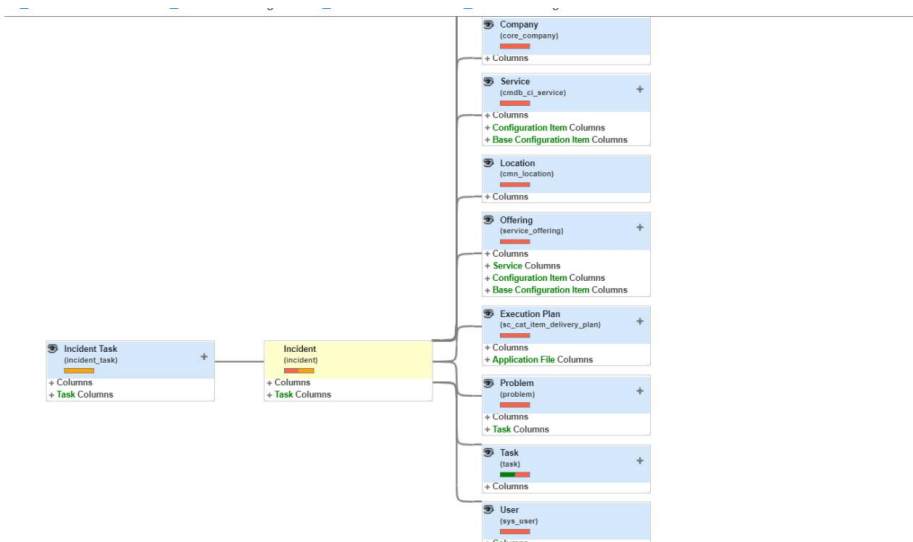 Company
(core_company)
+ Columns
Service
(cmdb_ci_service)
+
+ Columns
+ Configuration Item Columns
+ Base Configuration Item Columns
Location
(cmn_location)
+ Columns
Offering
(service_offering)
+
+ Columns
+ Service Columns
+ Configuration Item Columns
+ Base Configuration Item Columns
Execution Plan
(sc_cat_item_delivery_plan)
+
+ Columns
+ Application File Columns
Incident Task
(incident_task)
+
+ Columns
+ Task Columns
Incident
(incident)
+ Columns
+ Task Columns
Problem
(problem)
+
+ Columns
+ Task Columns
Task
(task)
+
+ Columns
User
(sys_user)
+ Columns